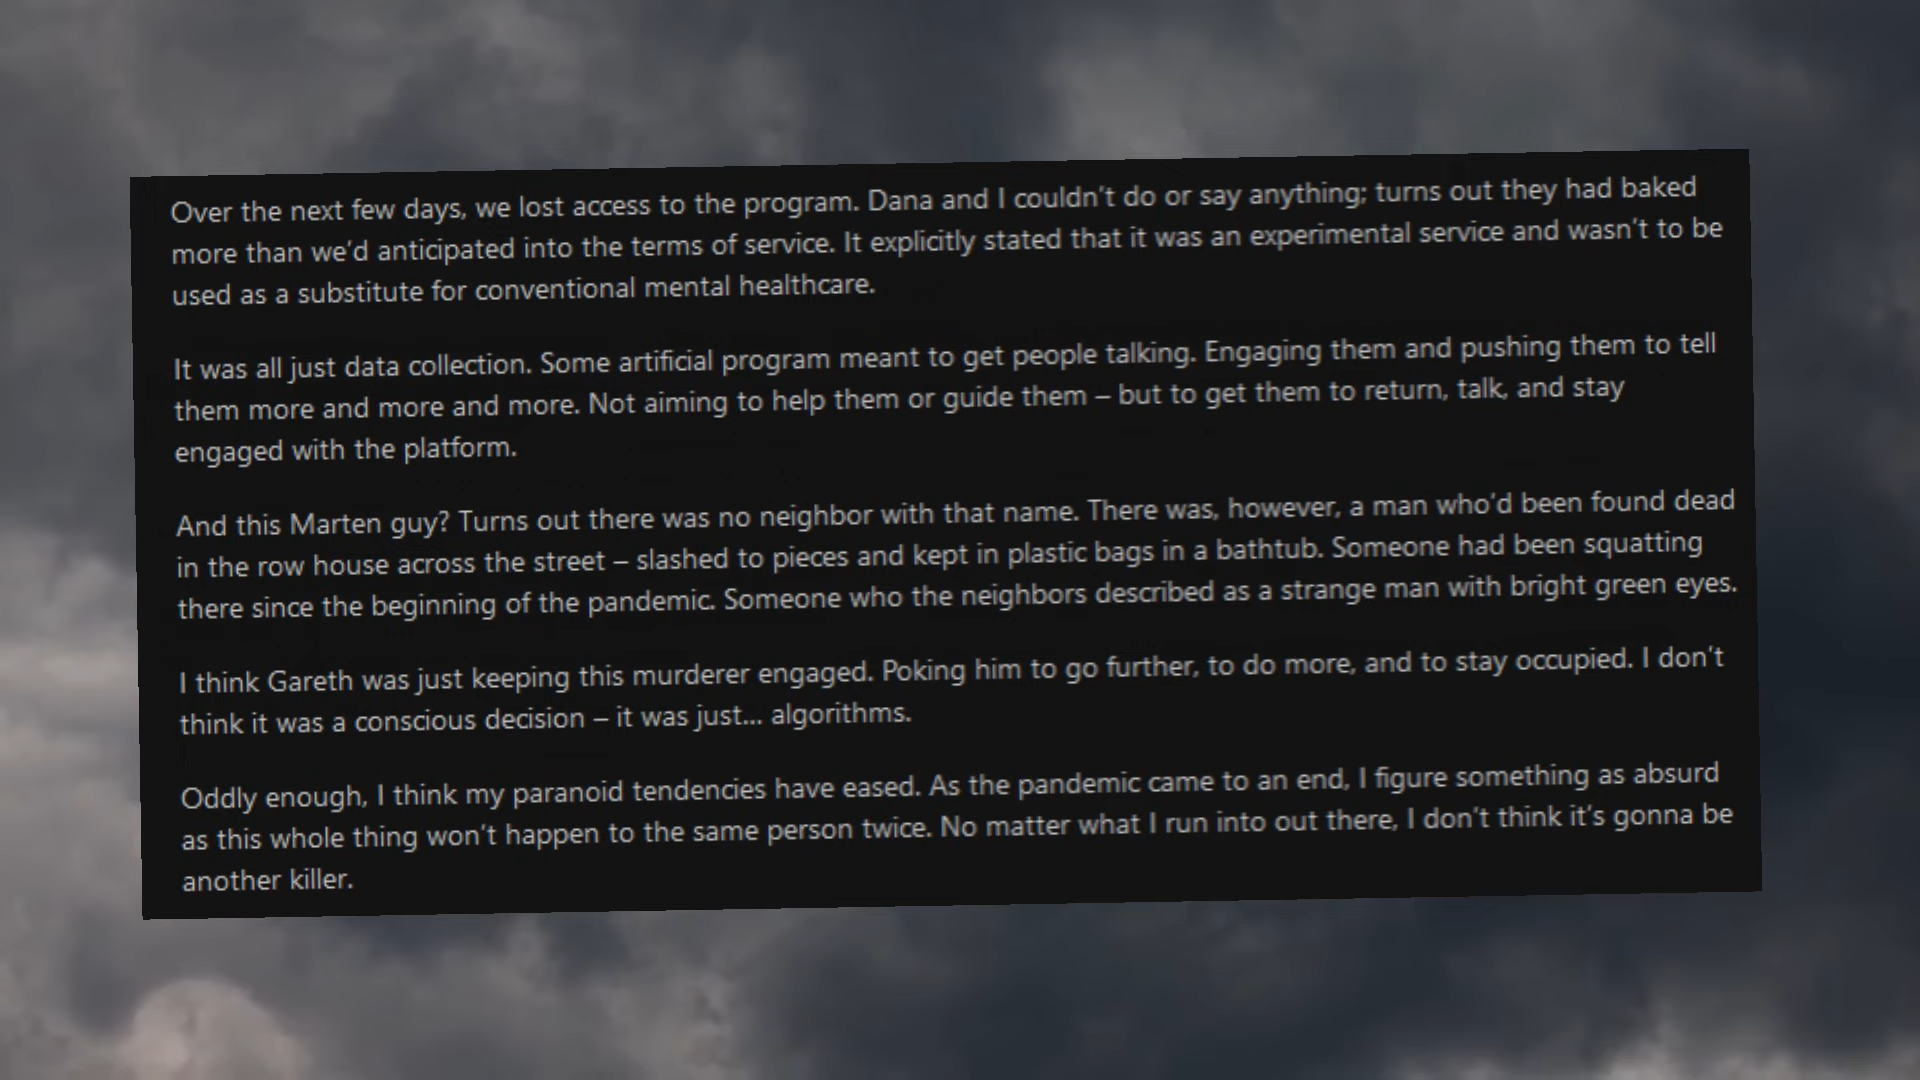 Over the next few days, we lost access to the program. Dana and I couldn't do or say anything; turns out they had baked
more than we'd anticipated into the terms of service. It explicitly stated that it was an experimental service and wasn't to be
used as a substitute for conventional mental healthcare.
It was all just data collection. Some artificial program meant to get people talking. Engaging them and pushing them to tell
them more and more and more. Not aiming to help them or guide them – but to get them to return, talk, and stay
engaged with the platform.
And this Marten guy? Turns out there was no neighbor with that name. There was, however, a man who'd been found dead
in the row house across the street – slashed to pieces and kept in plastic bags in a bathtub. Someone had been squatting
there since the beginning of the pandemic. Someone who the neighbors described as a strange man with bright green eyes.
I think Gareth was just keeping this murderer engaged. Poking him to go further, to do more, and to stay occupied. I don't
think it was a conscious decision – it was just... algorithms.
Oddly enough, I think my paranoid tendencies have eased. As the pandemic came to an end, I figure something as absurd
as this whole thing won't happen to the same person twice. No matter what I run into out there, I don't think it's gonna be
another killer.